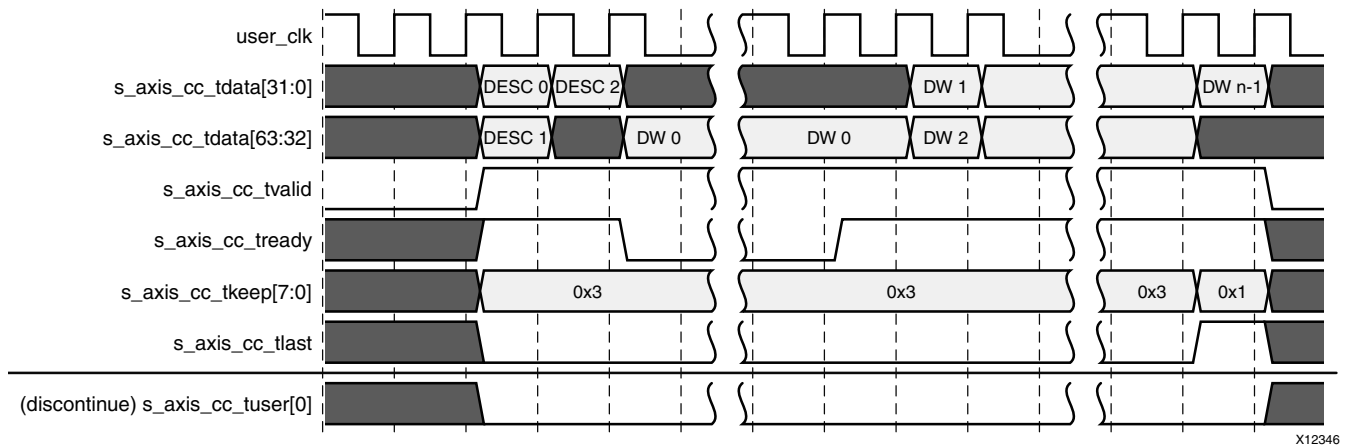 user_clk
s_axis_cc_tdata[31:0] DESC 0 DESC 2 DW 1 DW n-1
s_axis_cc_tdata[63:32] DESC 1 DW 0 DW 0 DW 2
s_axis_cc_tvalid
s_axis_cc_tready
s_axis_cc_tkeep[7:0] 0x3 0x3 0x3 0x1
s_axis_cc_tlast
(discontinue) s_axis_cc_tuser[0]
X12346